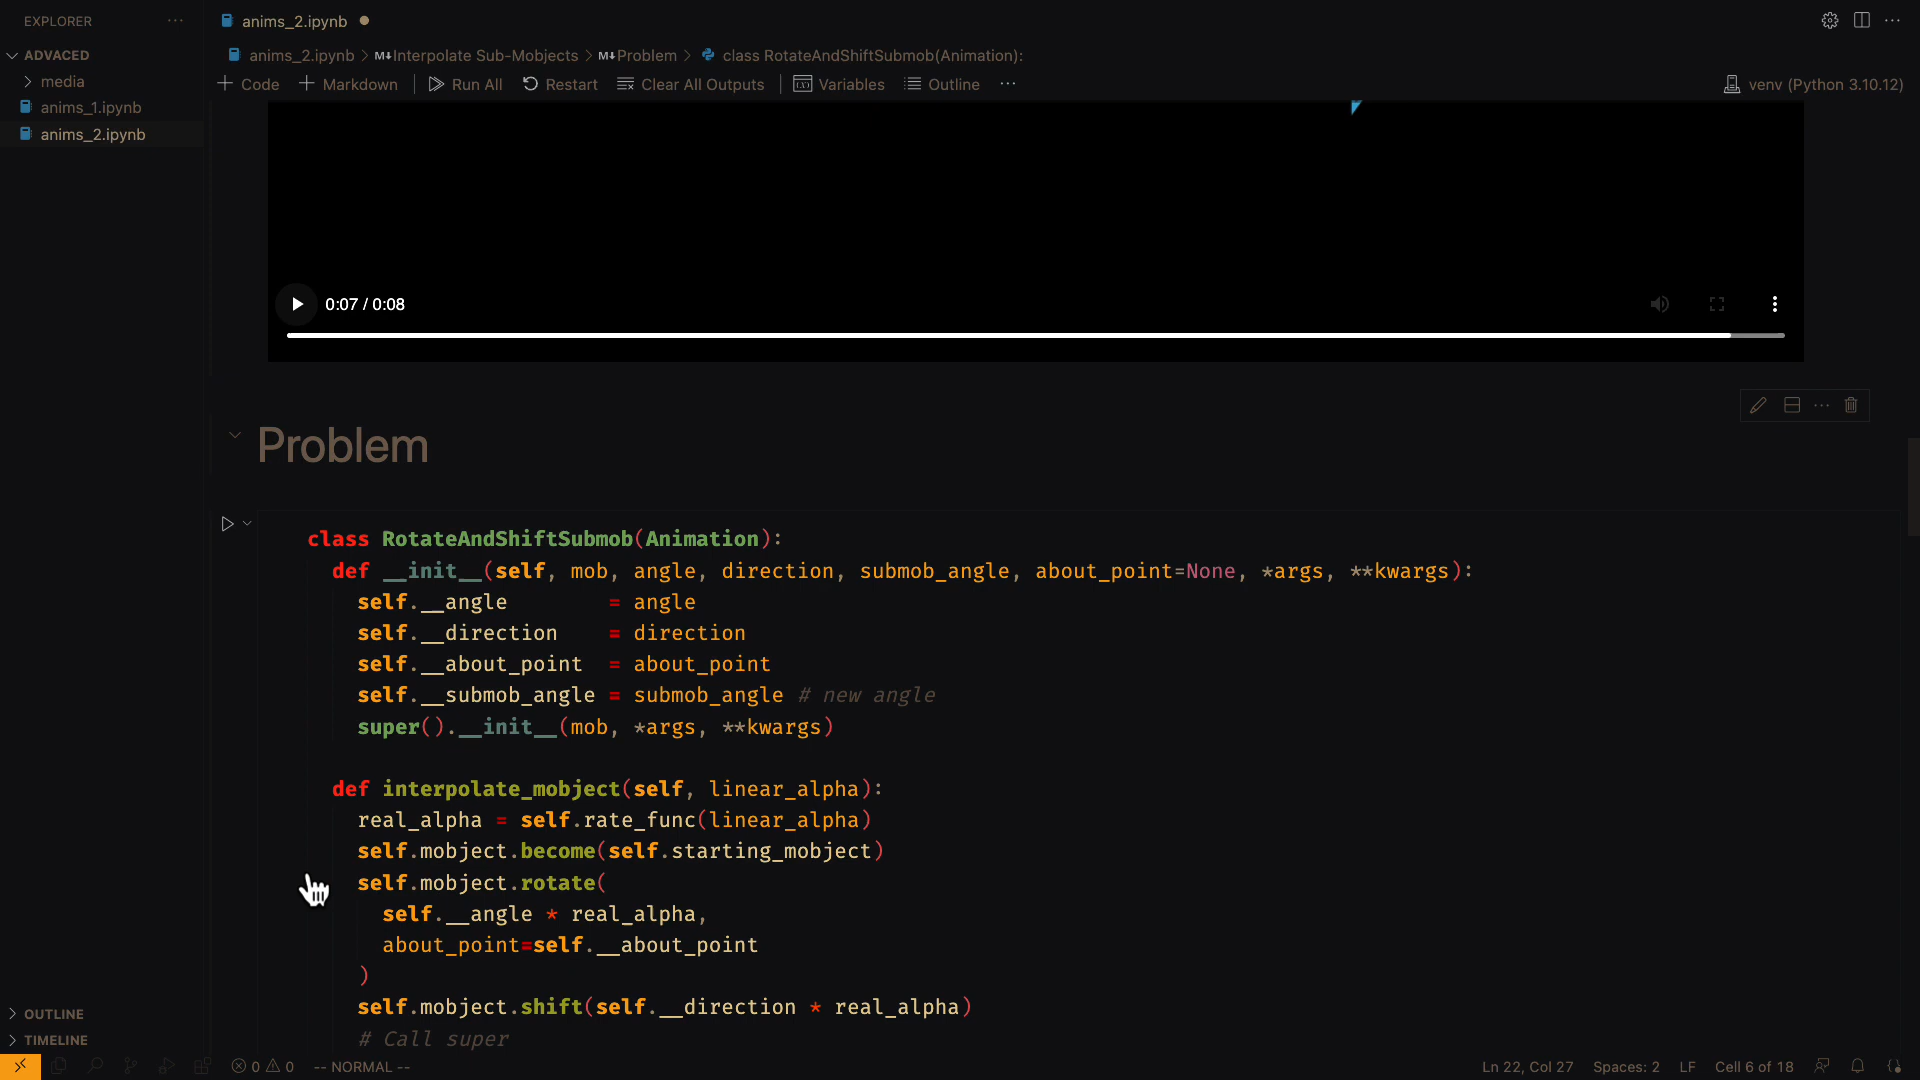 EXPLORER
anims_2.ipynb
ADVACED
media
anims_1.ipynb
anims_2.ipynb
anims_2.ipynb > M↓Interpolate Sub-Mobjects > M↓Problem > class RotateAndShiftSubmob(Animation):
+ Code + Markdown Run All Restart Clear All Outputs Variables Outline ...
venv (Python 3.10.12)
0:07 / 0:08
Problem
class RotateAndShiftSubmob(Animation):
def __init__(self, mob, angle, direction, submob_angle, about_point=None, *args, **kwargs):
self.__angle = angle
self.__direction = direction
self.__about_point = about_point
self.__submob_angle = submob_angle # new angle
super().__init__(mob, *args, **kwargs)
def interpolate_mobject(self, linear_alpha):
real_alpha = self.rate_func(linear_alpha)
self.mobject.become(self.starting_mobject)
self.mobject.rotate(
self.__angle * real_alpha,
about_point=self.__about_point
)
self.mobject.shift(self.__direction * real_alpha)
# Call super
OUTLINE
TIMELINE
0 0 -- NORMAL --
Ln 22, Col 27 Spaces: 2 LF Cell 6 of 18